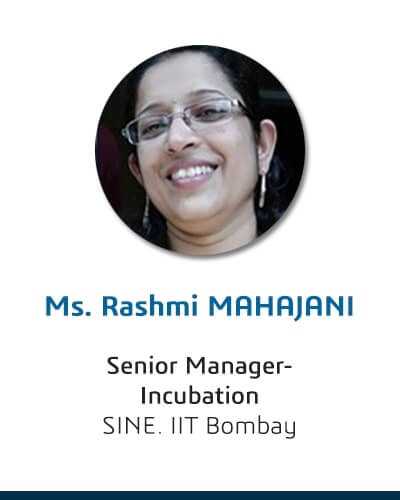 Ms. Rashmi MAHAJANI
Senior Manager-
Incubation
SINE. IIT Bombay